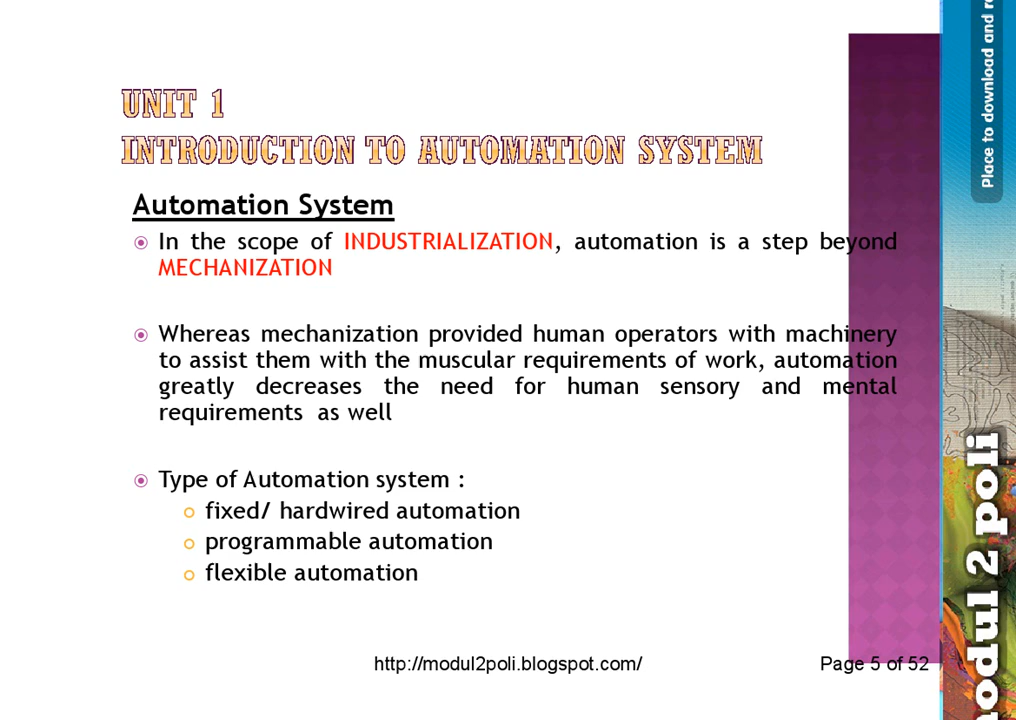 UNIT 1
INTRODUCTION TO AUTOMATION SYSTEM
Automation System
In the scope of INDUSTRIALIZATION, automation is a step beyond
MECHANIZATION
Whereas mechanization provided human operators with machinery
to assist them with the muscular requirements of work, automation
greatly decreases the need for human sensory and mental
requirements as well
Type of Automation system :
fixed/ hardwired automation
programmable automation
flexible automation
http://modul2poli.blogspot.com/
Page 5 of 52
Place to download and
2 poli